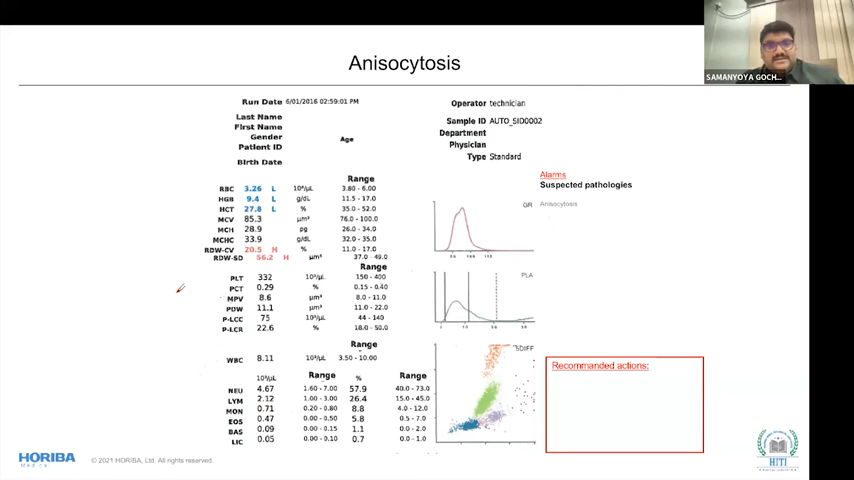 Anisocytosis
SAMANYOYA GOCH...
Run Date 6/01/2016 02:59:01 PM
Last Name
First Name
Gender
Age
Patient ID
Birth Date
Operator technician
Sample ID AUTO_SID0002
Department
Physician
Type Standard
Range
RBC 3.26 L 10⁶/µL 3.80 - 6.00
HGB 9.4 L g/dL 11.5 - 17.0
HCT 27.8 L % 35.0 - 52.0
MCV 85.3 µm³ 76.0 - 100.0
MCH 28.9 pg 26.0 - 34.0
MCHC 33.9 g/dL 32.0 - 35.0
RDW-CV 20.5 H % 11.0 - 17.0
RDW-SD 56.2 H µm³ 37.0 - 49.0
Range
PLT 332 10³/µL 150 - 400
PCT 0.29 % 0.15 - 0.40
MPV 8.6 µm³ 8.0 - 11.0
PDW 11.1 µm³ 11.0 - 22.0
P-LCC 75 10³/µL 44 - 140
P-LCR 22.6 % 18.0 - 50.0
Range
WBC 8.11 10³/µL 3.50 - 10.00
10³/µL Range % Range
NEU 4.67 1.60 - 7.00 57.9 40.0 - 73.0
LYM 2.12 1.00 - 3.00 26.4 15.0 - 45.0
MON 0.71 0.20 - 0.80 8.8 4.0 - 12.0
EOS 0.47 0.00 - 0.50 5.8 0.5 - 7.0
BAS 0.09 0.00 - 0.15 1.1 0.0 - 2.0
LIC 0.05 0.00 - 0.10 0.7 0.0 - 1.0
GR
PLA
5DIFF
Alarms
Suspected pathologies
Anisocytosis
Recommanded actions:
HORIBA
Medical
© 2021 HORIBA, Ltd. All rights reserved.
HITI